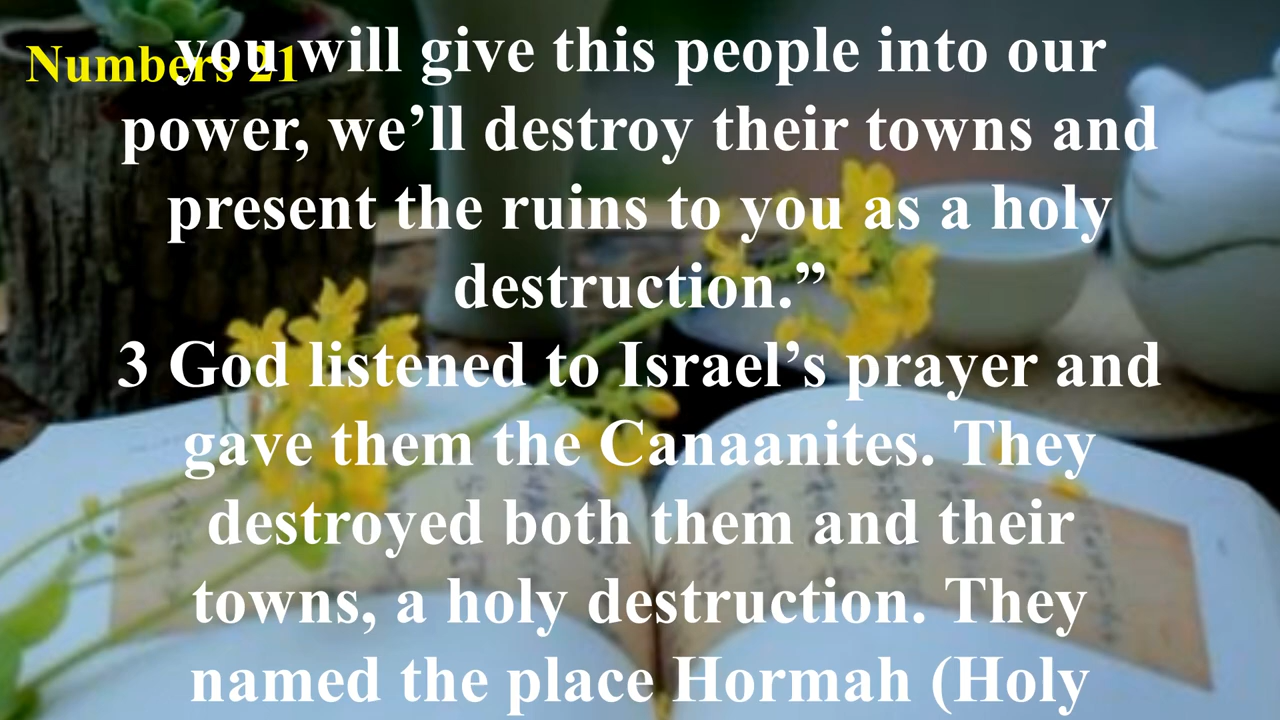 Numbers 21
you will give this people into our
power, we’ll destroy their towns and
present the ruins to you as a holy
destruction.”
3 God listened to Israel’s prayer and
gave them the Canaanites. They
destroyed both them and their
towns, a holy destruction. They
named the place Hormah (Holy